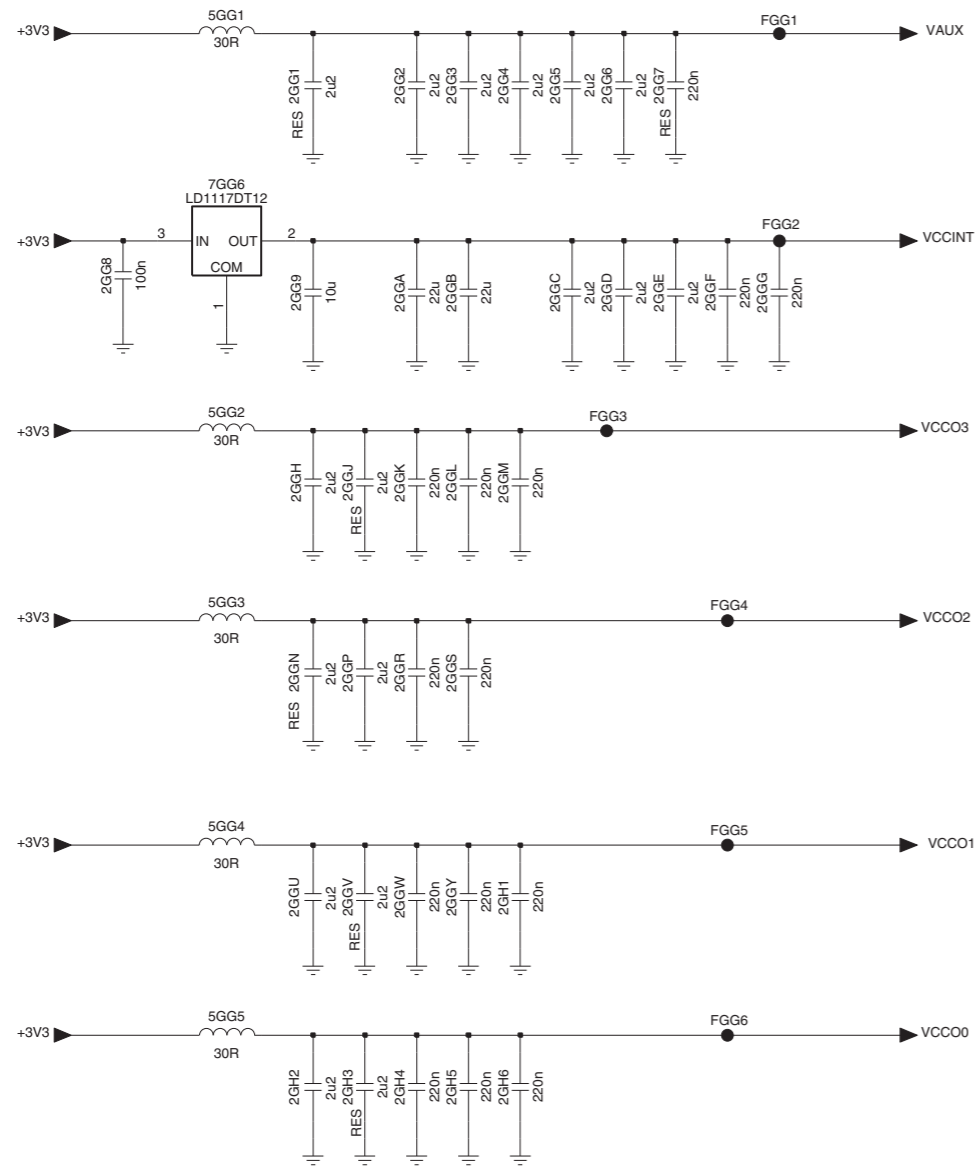 5GG1
+3V3
30R
FGG1
VAUX
RES 2GG1
2u2
2GG2
2u2
2GG3
2u2
2GG4
2u2
2GG5
2u2
2GG6
2u2
RES 2GG7
220n
7GG6
LD1117DT12
+3V3
3
IN OUT
2
COM
1
FGG2
VCCINT
2GG8
100n
2GG9
10u
2GGA
22u
2GGB
22u
2GGC
2u2
2GGD
2u2
2GGE
2u2
2GGF
220n
2GGG
220n
5GG2
+3V3
30R
FGG3
VCCO3
2GGH
2u2
RES 2GGJ
2u2
2GGK
220n
2GGL
220n
2GGM
220n
5GG3
+3V3
30R
FGG4
VCCO2
RES 2GGN
2u2
2GGP
2u2
2GGR
220n
2GGS
220n
5GG4
+3V3
30R
FGG5
VCCO1
2GGU
2u2
RES 2GGV
2u2
2GGW
220n
2GGY
220n
2GH1
220n
5GG5
+3V3
30R
FGG6
VCCO0
2GH2
2u2
RES 2GH3
2u2
2GH4
220n
2GH5
220n
2GH6
220n